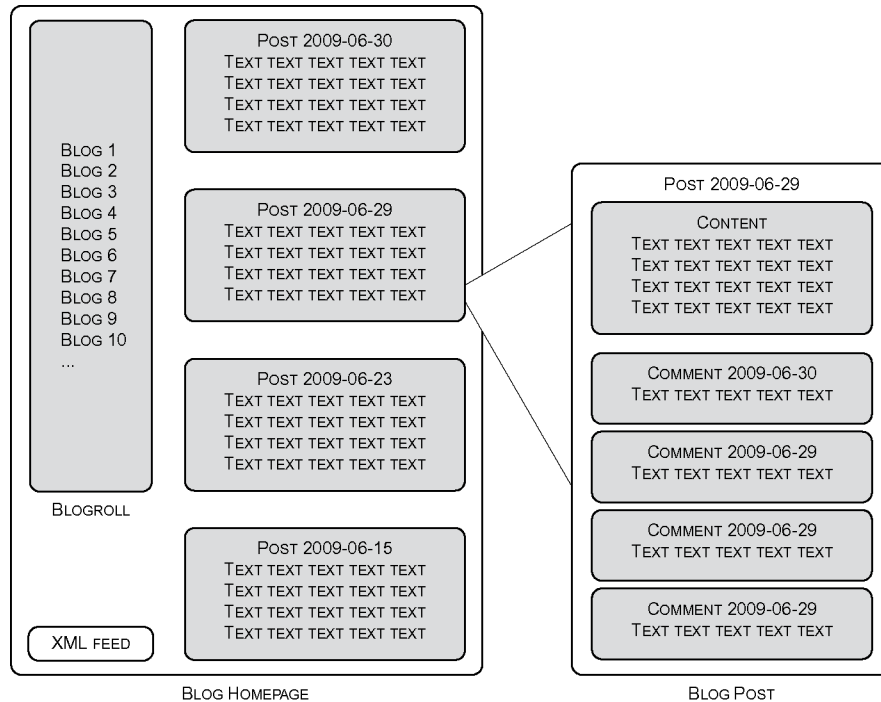 BLOG 1
BLOG 2
BLOG 3
BLOG 4
BLOG 5
BLOG 6
BLOG 7
BLOG 8
BLOG 9
BLOG 10
...
BLOGROLL
XML FEED
POST 2009-06-30
TEXT TEXT TEXT TEXT TEXT
TEXT TEXT TEXT TEXT TEXT
TEXT TEXT TEXT TEXT TEXT
TEXT TEXT TEXT TEXT TEXT
POST 2009-06-29
TEXT TEXT TEXT TEXT TEXT
TEXT TEXT TEXT TEXT TEXT
TEXT TEXT TEXT TEXT TEXT
TEXT TEXT TEXT TEXT TEXT
POST 2009-06-23
TEXT TEXT TEXT TEXT TEXT
TEXT TEXT TEXT TEXT TEXT
TEXT TEXT TEXT TEXT TEXT
TEXT TEXT TEXT TEXT TEXT
POST 2009-06-15
TEXT TEXT TEXT TEXT TEXT
TEXT TEXT TEXT TEXT TEXT
TEXT TEXT TEXT TEXT TEXT
TEXT TEXT TEXT TEXT TEXT
BLOG HOMEPAGE
POST 2009-06-29
CONTENT
TEXT TEXT TEXT TEXT TEXT
TEXT TEXT TEXT TEXT TEXT
TEXT TEXT TEXT TEXT TEXT
TEXT TEXT TEXT TEXT TEXT
COMMENT 2009-06-30
TEXT TEXT TEXT TEXT TEXT
COMMENT 2009-06-29
TEXT TEXT TEXT TEXT TEXT
COMMENT 2009-06-29
TEXT TEXT TEXT TEXT TEXT
COMMENT 2009-06-29
TEXT TEXT TEXT TEXT TEXT
BLOG POST